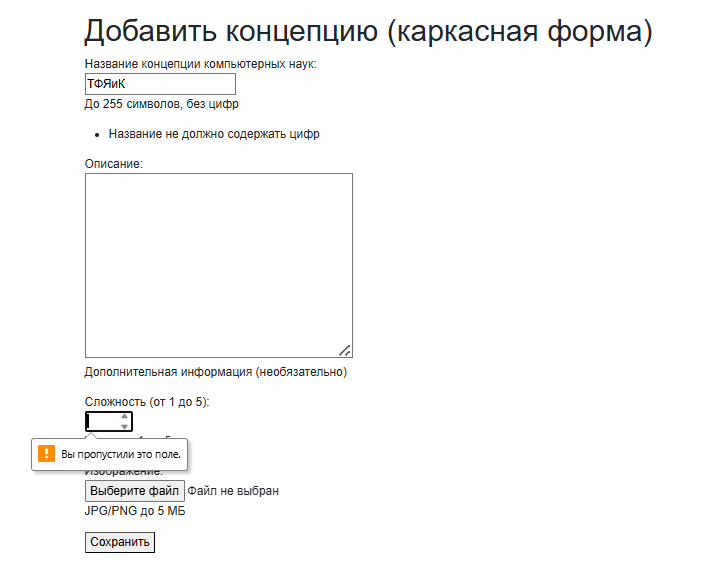 Добавить концепцию (каркасная форма)
Название концепции компьютерных наук:
ТФЯиК
До 255 символов, без цифр
Название не должно содержать цифр
Описание:
Дополнительная информация (необязательно)
Сложность (от 1 до 5):
Вы пропустили это поле.
Изображение:
Выберите файл Файл не выбран
JPG/PNG до 5 МБ
Сохранить